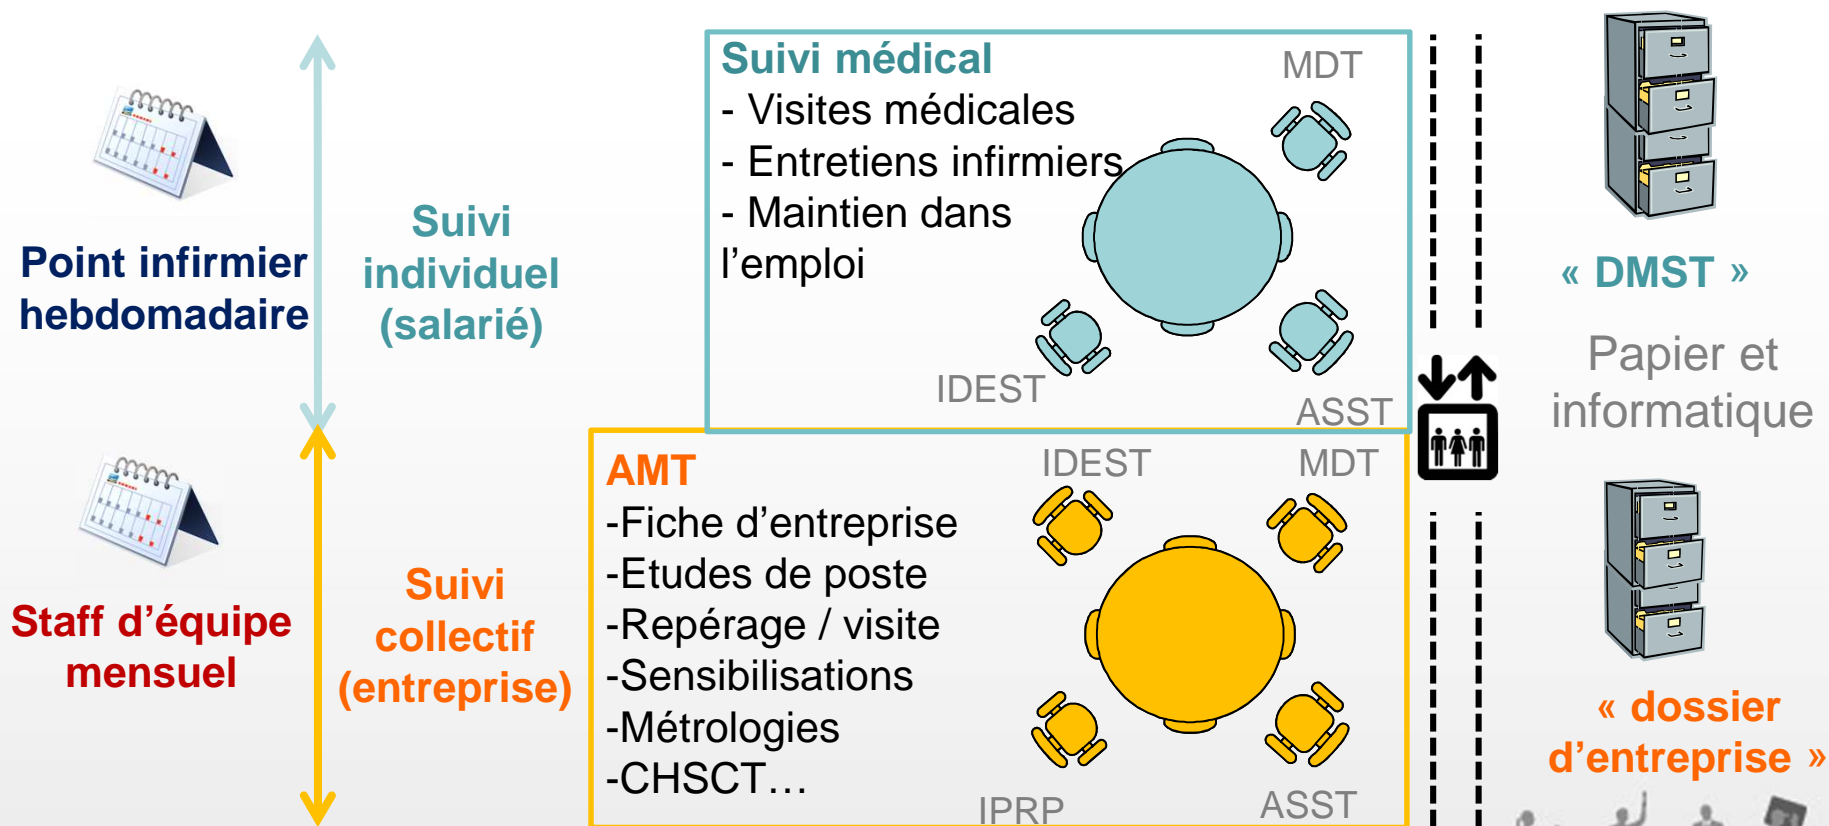 Point infirmier
hebdomadaire
Suivi
individuel
(salarié)
Suivi médical
- Visites médicales
- Entretiens infirmiers
- Maintien dans
l’emploi
MDT
IDEST
ASST
« DMST »
Papier et
informatique
Staff d’équipe
mensuel
Suivi
collectif
(entreprise)
AMT
-Fiche d’entreprise
-Etudes de poste
-Repérage / visite
-Sensibilisations
-Métrologies
-CHSCT…
IDEST
MDT
IPRP
ASST
« dossier
d’entreprise »